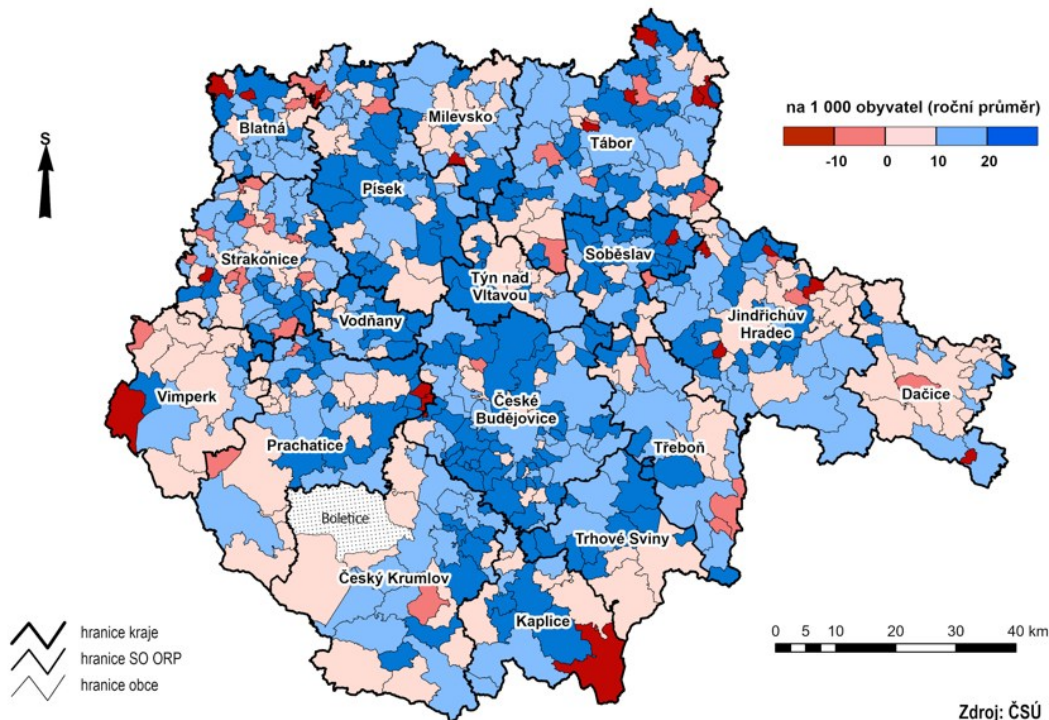 na 1 000 obyvatel (roční průměr)
-10 0 10 20
S
Blatná
Milevsko
Tábor
Písek
Strakonice
Soběslav
Týn nad
Vltavou
Vodňany
Jindřichův
Hradec
Vimperk
České
Budějovice
Dačice
Prachatice
Třeboň
Boletice
Trhové Sviny
Český Krumlov
Kaplice
hranice kraje
hranice SO ORP
hranice obce
0 5 10 20 30 40 km
Zdroj: ČSÚ